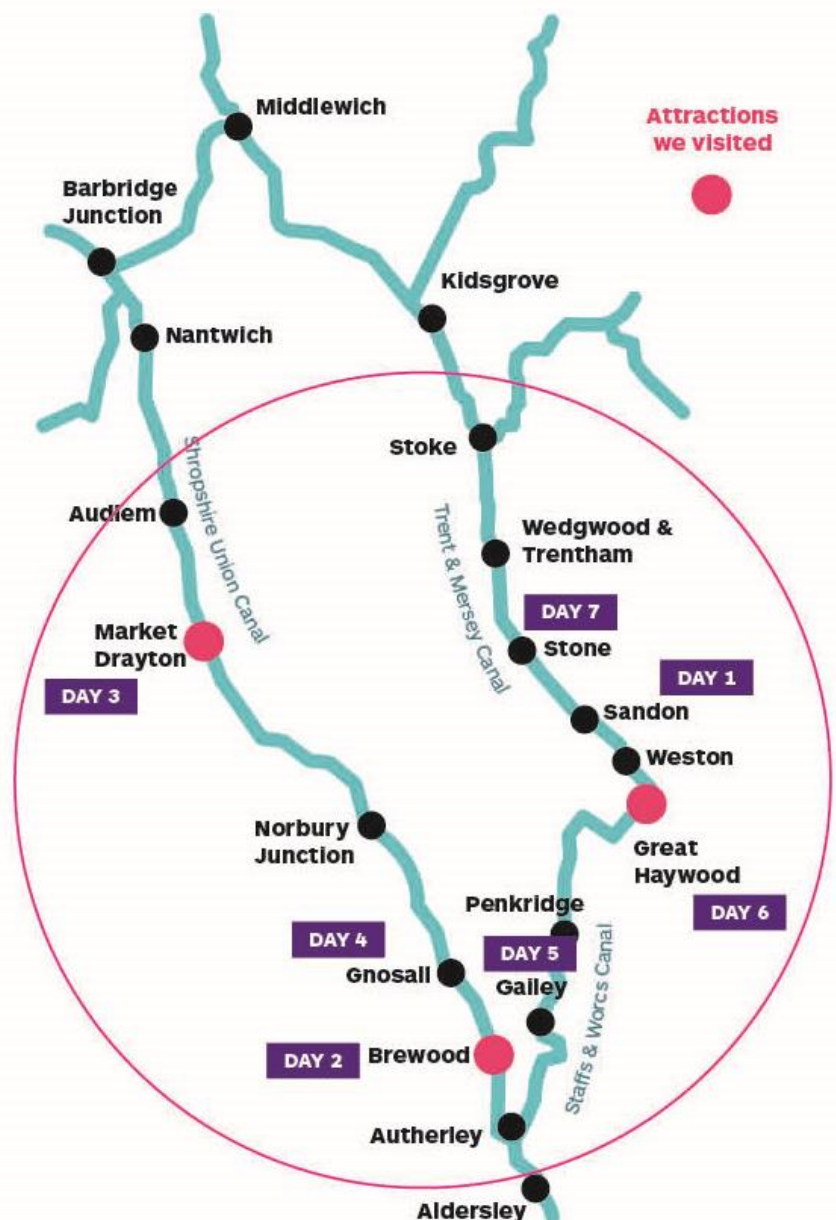 Middlewich
Attractions
we visited
Barbridge
Junction
Kidsgrove
Nantwich
Stoke
Shropshire Union Canal
Audlem
Trent & Mersey Canal
Wedgwood &
Trentham
DAY 7
Market
Drayton
Stone
DAY 3
DAY 1
Sandon
Weston
Norbury
Junction
Great
Haywood
Penkridge
DAY 6
DAY 4
DAY 5
Gnosall
Gailey
Staffs & Worcs Canal
DAY 2
Brewood
Autherley
Aldersley